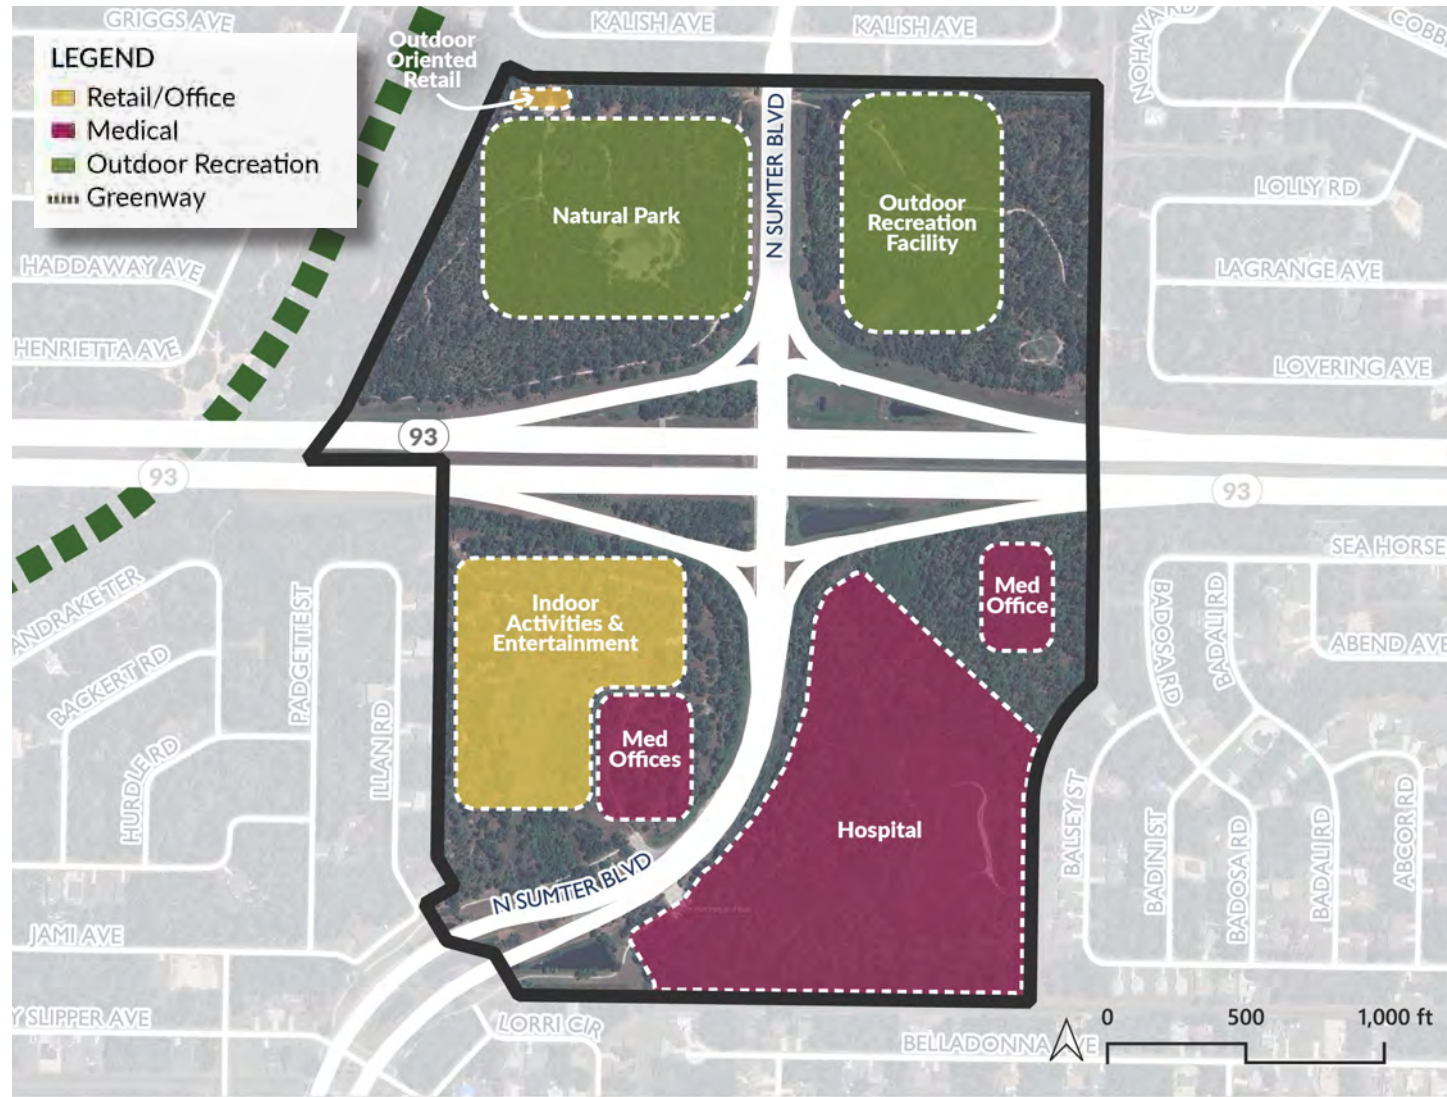 GRIGGS AVE
KALISH AVE
KALISH AVE
NOHAVA RD
COBB
LEGEND
Retail/Office
Medical
Outdoor Recreation
Greenway
Outdoor
Oriented
Retail
N SUMTER BLVD
Natural Park
Outdoor
Recreation
Facility
LOLLY RD
HADDAWAY AVE
LAGRANGE AVE
HENRIETTA AVE
LOVERING AVE
93
93
93
SEA HORSE
ANDRAKE TER
PADGETTE ST
Indoor
Activities &
Entertainment
Med
Office
BADOSA RD
BADALI RD
ABEND AVE
BACKERT RD
ILLAN RD
HURDLE RD
Med
Offices
Hospital
BALSEY ST
BADINI ST
BADOSA RD
BADALI RD
ABCOR RD
N SUMTER BLVD
JAMI AVE
Y SLIPPER AVE
LORRI CIR
BELLADONNA AVE
0 500 1,000 ft